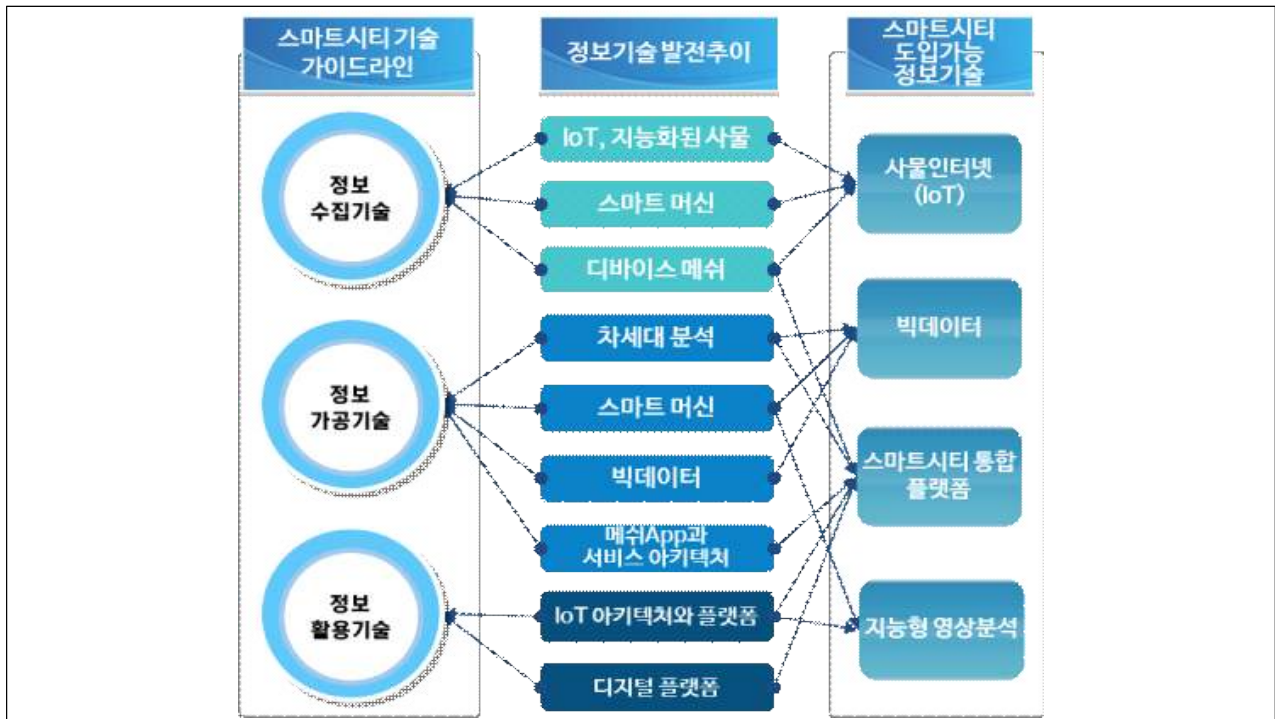 스마트시티 기술
가이드라인
정보기술 발전추이
스마트시티
도입가능
정보기술
정보
수집기술
정보
가공기술
정보
활용기술
IoT, 지능화된 사물
스마트 머신
디바이스 메쉬
차세대 분석
스마트 머신
빅데이터
메쉬App과
서비스 아키텍처
IoT 아키텍처와 플랫폼
디지털 플랫폼
사물인터넷
(IoT)
빅데이터
스마트시티 통합
플랫폼
지능형 영상분석